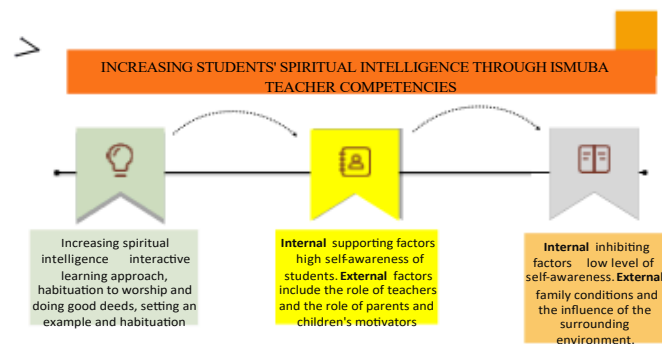 INCREASING STUDENTS' SPIRITUAL INTELLIGENCE THROUGH ISMUBA
TEACHER COMPETENCIES
Increasing spiritual
intelligence interactive
learning approach,
habituation to worship and
doing good deeds, setting an
example and habituation
Internal supporting factors
high self-awareness of
students. External factors
include the role of teachers
and the role of parents and
children's motivators
Internal inhibiting
factors low level of
self-awareness. External
family conditions and
the influence of the
surrounding
environment.